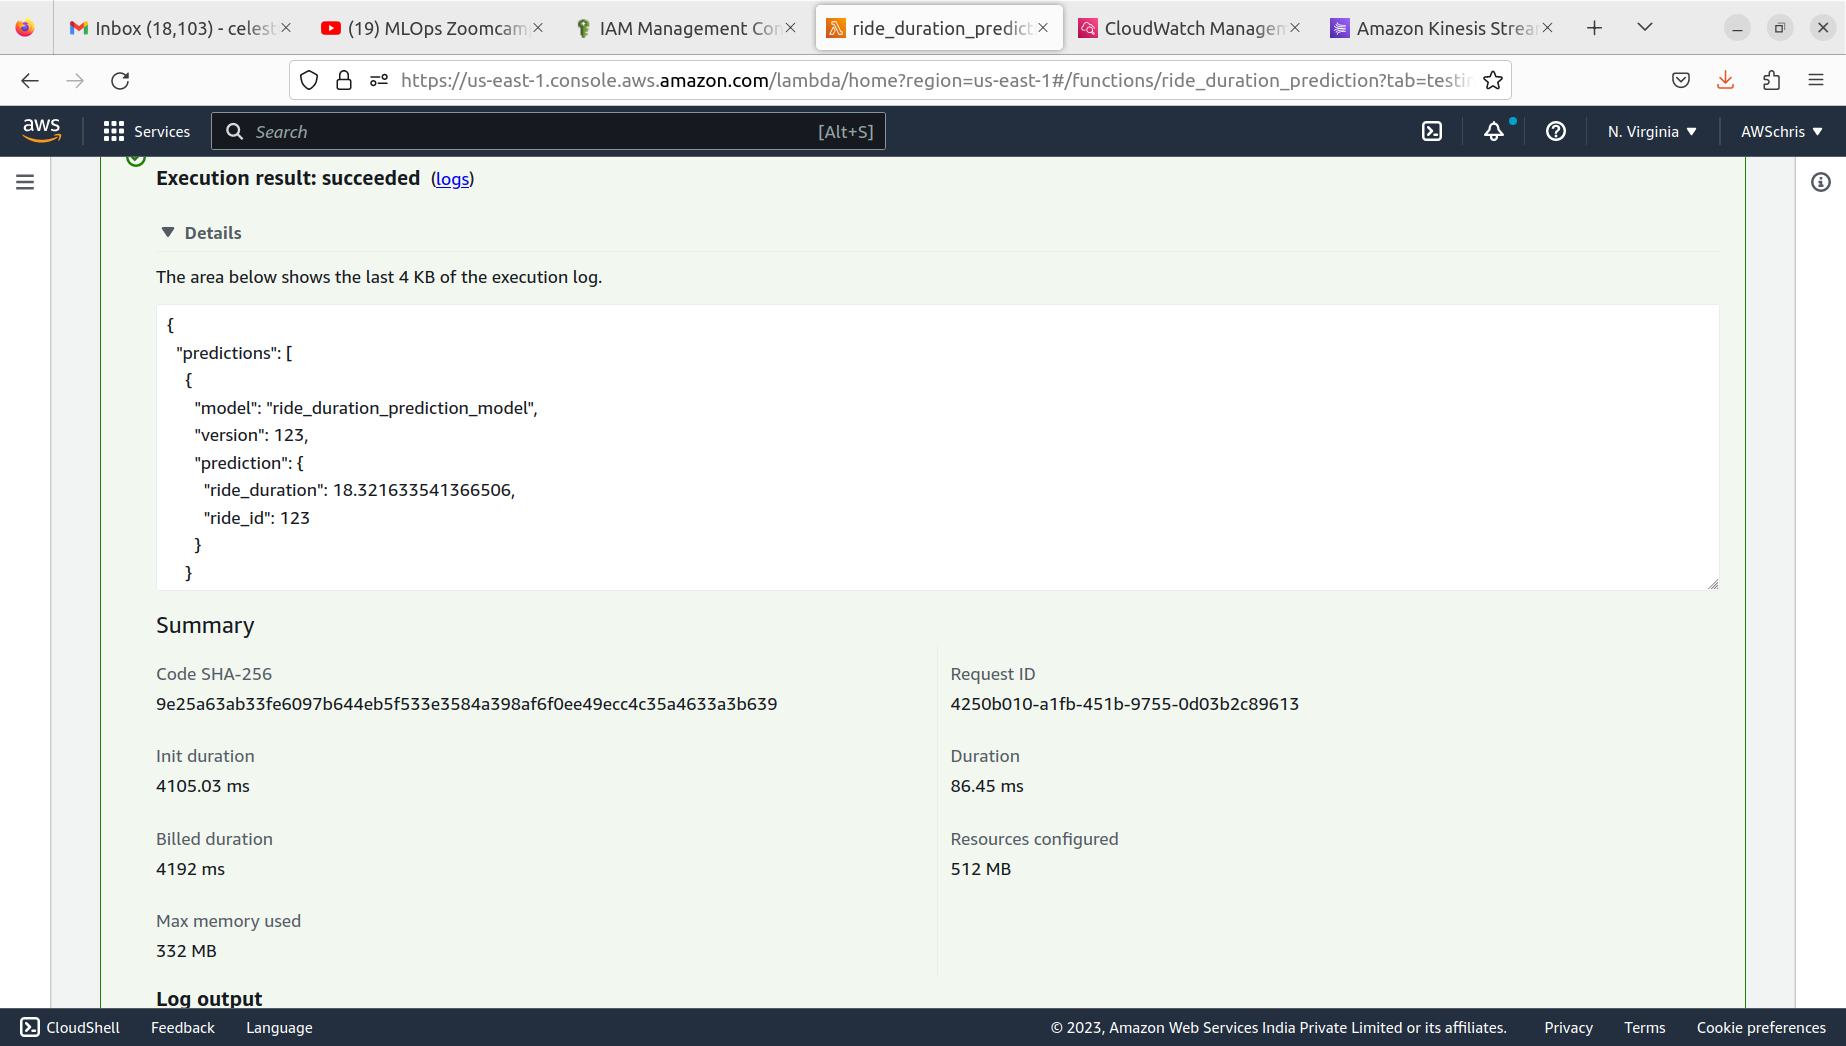 Inbox (18,103) - celest
(19) MLOps Zoomcam
IAM Management Con
ride_duration_predict
CloudWatch Managem
Amazon Kinesis Strea
https://us-east-1.console.aws.amazon.com/lambda/home?region=us-east-1#/functions/ride_duration_prediction?tab=testi
aws
Services
Search
[Alt+S]
N. Virginia
AWSchris
Execution result: succeeded (logs)
Details
The area below shows the last 4 KB of the execution log.
{
"predictions": [
{
"model": "ride_duration_prediction_model",
"version": 123,
"prediction": {
"ride_duration": 18.321633541366506,
"ride_id": 123
}
}
Summary
Code SHA-256
9e25a63ab33fe6097b644eb5f533e3584a398af6f0ee49ecc4c35a4633a3b639
Request ID
4250b010-a1fb-451b-9755-0d03b2c89613
Init duration
4105.03 ms
Duration
86.45 ms
Billed duration
4192 ms
Resources configured
512 MB
Max memory used
332 MB
Log output
CloudShell
Feedback
Language
© 2023, Amazon Web Services India Private Limited or its affiliates.
Privacy
Terms
Cookie preferences